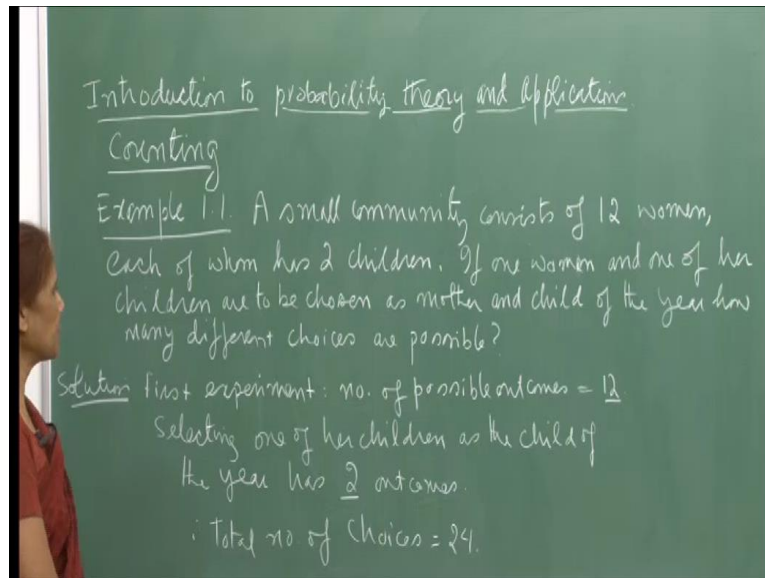 Introduction to probability theory and Application.
Counting
Example 1.1. A small community consists of 12 women,
each of whom has 2 children. If one women and one of her
children are to be chosen as mother and child of the year how
many different choices are possible?
Solution First experiment: no. of possible outcomes = 12
Selecting one of her children as the child of
the year has 2 outcomes.
∴ Total no. of Choices = 24.